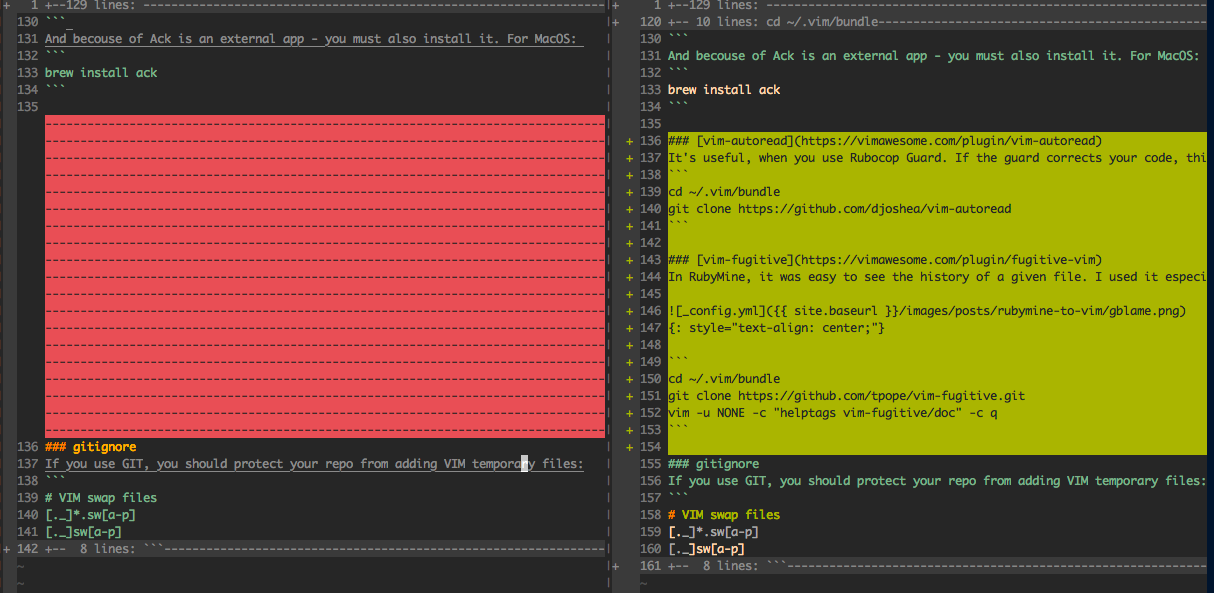 + 1 +--129 lines: ---
130 ```
131 And becouse of Ack is an external app - you must also install it. For MacOS:
132 ```
133 brew install ack
134 ```
135
136 ### gitignore
137 If you use GIT, you should protect your repo from adding VIM temporary files:
138 ```
139 # VIM swap files
140 [._]*.sw[a-p]
141 [._]sw[a-p]
+ 142 +-- 8 lines: ```---
~
~
+ 1 +--129 lines: ---
+ 120 +-- 10 lines: cd ~/.vim/bundle---
130 ```
131 And becouse of Ack is an external app - you must also install it. For MacOS:
132 ```
133 brew install ack
134 ```
135
+ 136 ### [vim-autoread](https://vimawesome.com/plugin/vim-autoread)
+ 137 It's useful, when you use Rubocop Guard. If the guard corrects your code, thi
+ 138 ```
+ 139 cd ~/.vim/bundle
+ 140 git clone https://github.com/djoshea/vim-autoread
+ 141 ```
+ 142
+ 143 ### [vim-fugitive](https://vimawesome.com/plugin/fugitive-vim)
+ 144 In RubyMine, it was easy to see the history of a given file. I used it especi
+ 145
+ 146 ![_config.yml]({{ site.baseurl }}/images/posts/rubymine-to-vim/gblame.png)
+ 147 {: style="text-align: center;"}
+ 148
+ 149 ```
+ 150 cd ~/.vim/bundle
+ 151 git clone https://github.com/tpope/vim-fugitive.git
+ 152 vim -u NONE -c "helptags vim-fugitive/doc" -c q
+ 153 ```
+ 154
155 ### gitignore
156 If you use GIT, you should protect your repo from adding VIM temporary files:
157 ```
158 # VIM swap files
159 [._]*.sw[a-p]
160 [._]sw[a-p]
+ 161 +-- 8 lines: ```---
~